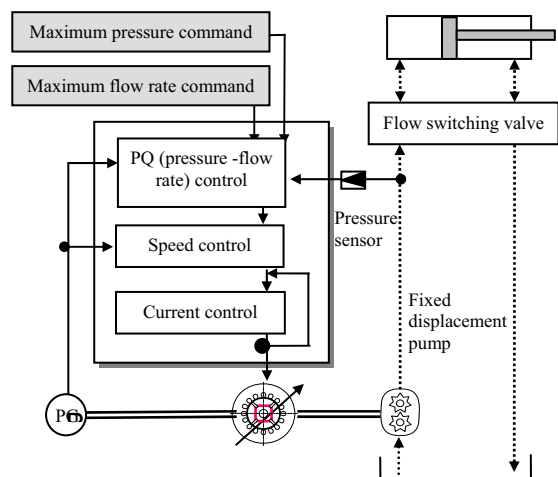 Maximum pressure command
Maximum flow rate command
PQ (pressure -flow
rate) control
Flow switching valve
Pressure
sensor
Speed control
Current control
Fixed
displacement
pump